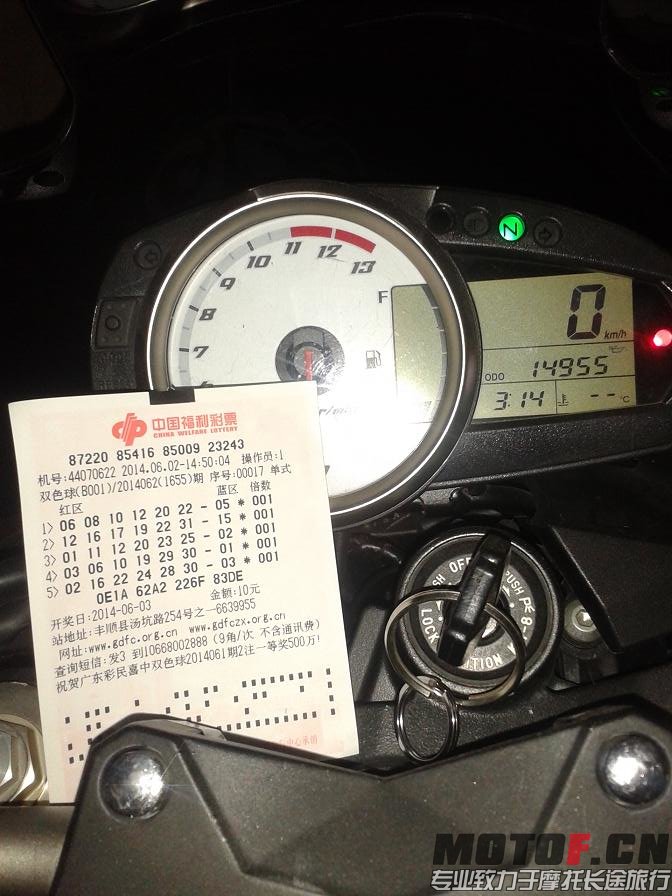 11
10
12
9
13
8
7
F
N
0
km/h
ODO
14955
3:14
--°C
中国福利彩票
CHINA WELFARE LOTTERY
87220 85416 85009 23243
机号:44070622 2014.06.02-14:50:04 操作员:1
双色球(B001)/2014062(1655)期 序号:00017 单式
红区 蓝区 倍数
1> 06 08 10 12 20 22 - 05 * 001
2> 12 16 17 19 22 31 - 15 * 001
3> 01 11 12 20 23 25 - 02 * 001
4> 03 06 10 19 29 30 - 01 * 001
5> 02 16 22 24 28 30 - 03 * 001
0E1A 62A2 226F 83DE
开奖日:2014-06-03 金额:10元
站地址:丰顺县汤坑路254号之一6639955
网址:www.gdfc.org.cn www.gdfczx.org.cn
查询短信:发3 到10668002888 (9角/次 不含通讯费)
祝贺广东彩民喜中双色球2014061期2注一等奖500万!
OFF
PUSH
LOCK
MOTOF.CN
专业致力于摩托长途旅行